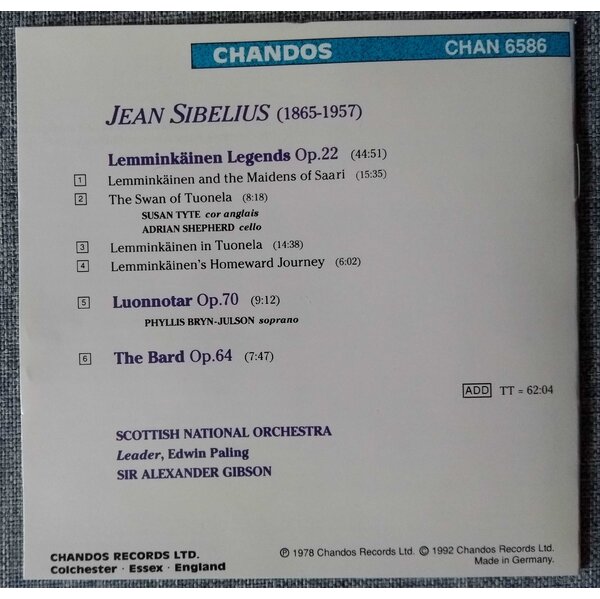 CHANDOS CHAN 6586
JEAN SIBELIUS (1865-1957)
Lemminkäinen Legends Op.22 (44:51)
1 Lemminkäinen and the Maidens of Saari (15:35)
2 The Swan of Tuonela (8:18)
SUSAN TYTE cor anglais
ADRIAN SHEPHERD cello
3 Lemminkäinen in Tuonela (14:38)
4 Lemminkäinen's Homeward Journey (6:02)
5 Luonnotar Op.70 (9:12)
PHYLLIS BRYN-JULSON soprano
6 The Bard Op.64 (7:47)
ADD TT = 62:04
SCOTTISH NATIONAL ORCHESTRA
Leader, Edwin Paling
SIR ALEXANDER GIBSON
CHANDOS RECORDS LTD.
Colchester · Essex · England
℗ 1978 Chandos Records Ltd. © 1992 Chandos Records Ltd.
Made in Germany.